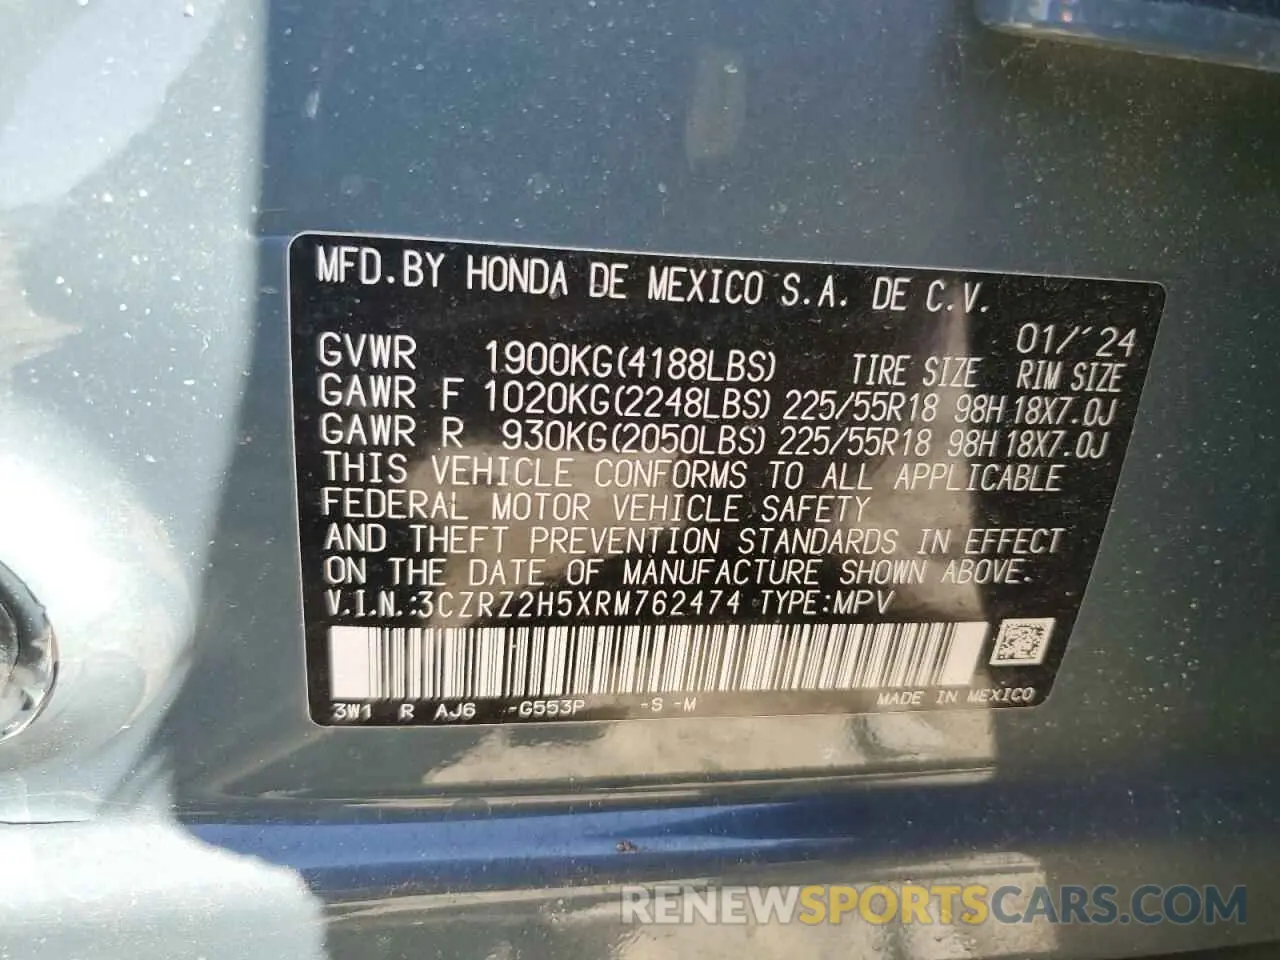 MFD.BY HONDA DE MEXICO S.A. DE C.V.
01/'24
GVWR 1900KG(4188LBS) TIRE SIZE RIM SIZE
GAWR F 1020KG(2248LBS) 225/55R18 98H 18X7.0J
GAWR R 930KG(2050LBS) 225/55R18 98H 18X7.0J
THIS VEHICLE CONFORMS TO ALL APPLICABLE
FEDERAL MOTOR VEHICLE SAFETY
AND THEFT PREVENTION STANDARDS IN EFFECT
ON THE DATE OF MANUFACTURE SHOWN ABOVE.
V.I.N.:3CZRZ2H5XRM762474 TYPE:MPV
3W1 R AJ6 -G553P -S -M MADE IN MEXICO
RENEWSPORTSCARS.COM